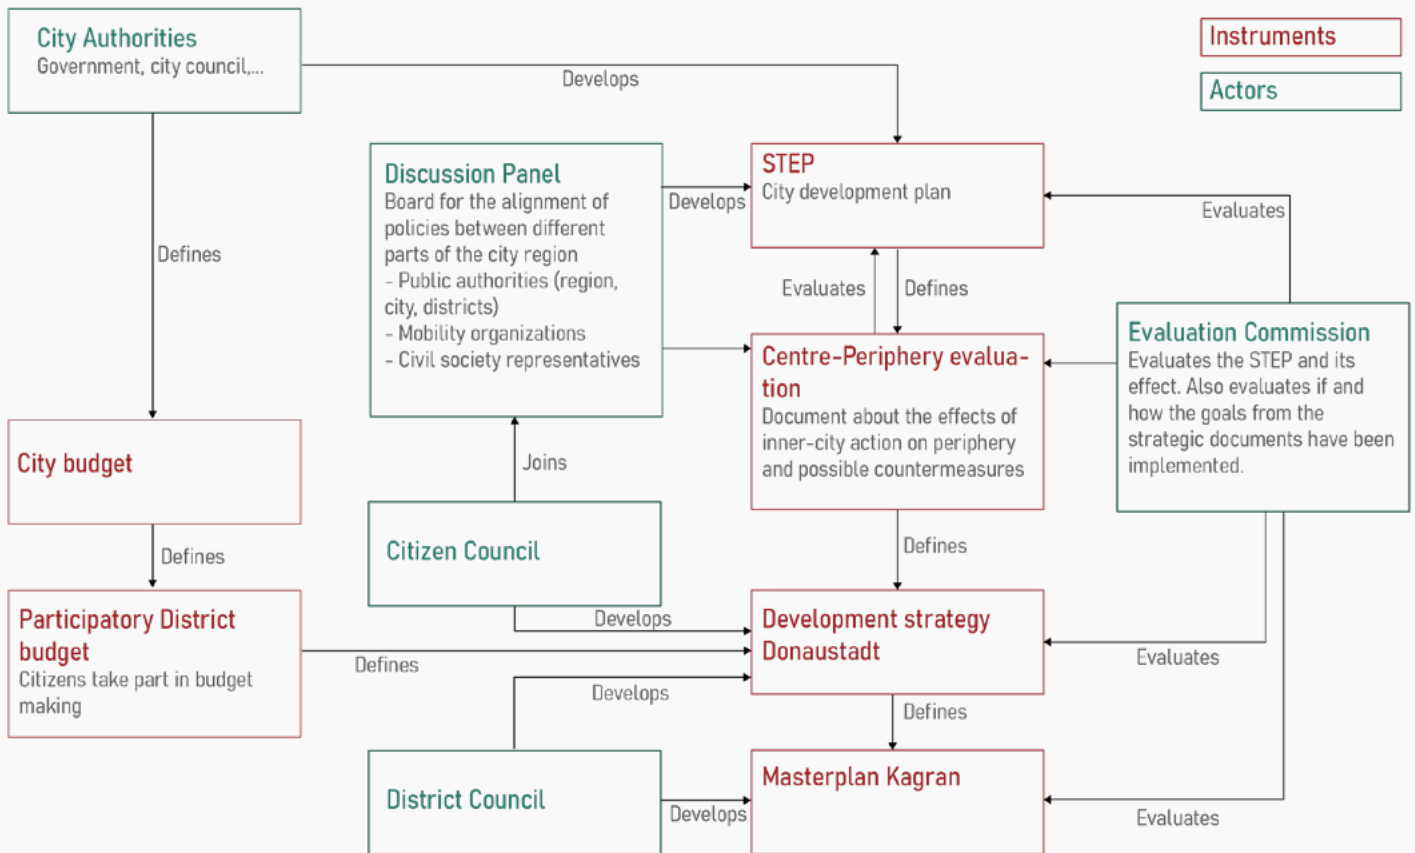 City Authorities
Government, city council,...
Instruments
Actors
Develops
Discussion Panel
Board for the alignment of
policies between different
parts of the city region
- Public authorities (region,
city, districts)
- Mobility organizations
- Civil society representatives
Develops
STEP
City development plan
Evaluates
Defines
Evaluates
Defines
Centre-Periphery evalua-
tion
Document about the effects of
inner-city action on periphery
and possible countermeasures
Evaluation Commission
Evaluates the STEP and its
effect. Also evaluates if and
how the goals from the
strategic documents have been
implemented.
City budget
Joins
Citizen Council
Defines
Defines
Participatory District
budget
Citizens take part in budget
making
Develops
Defines
Develops
Development strategy
Donaustadt
Evaluates
Defines
District Council
Develops
Masterplan Kagran
Evaluates